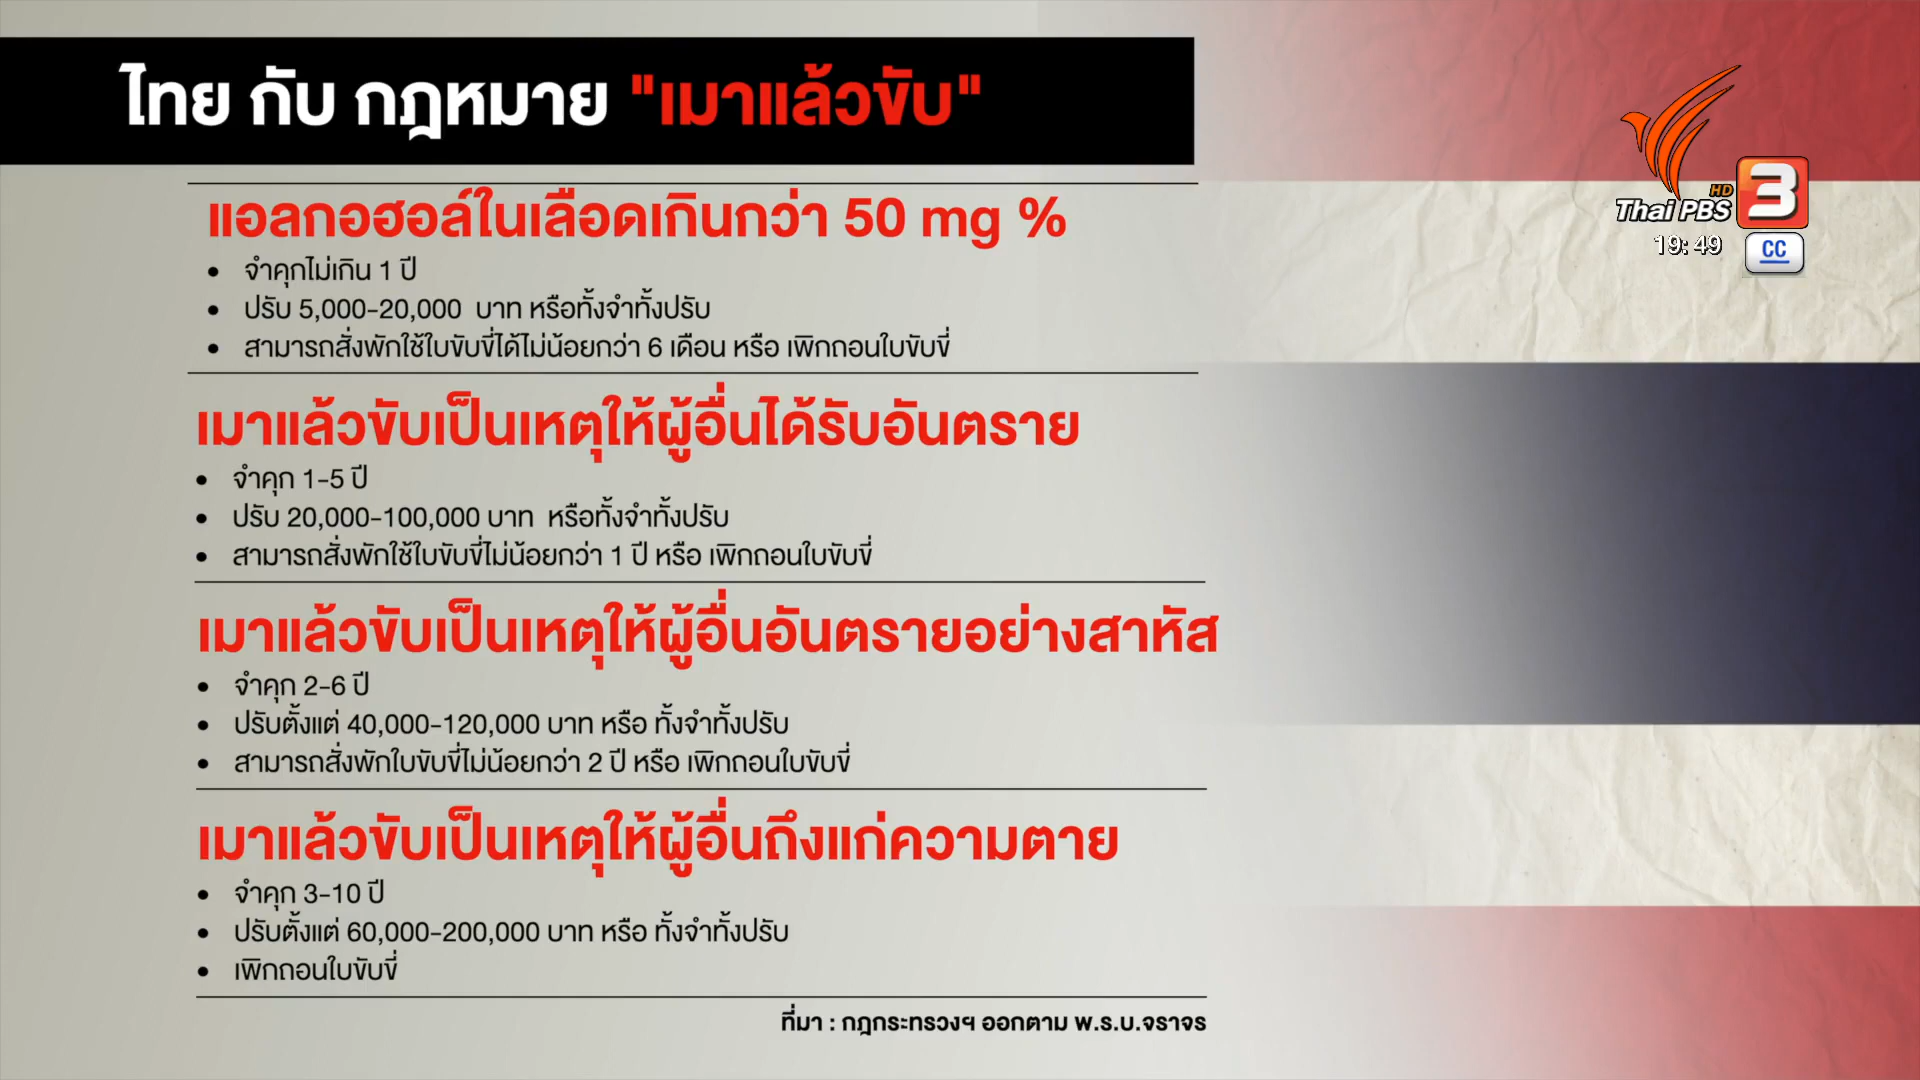 ไทย กับ กฎหมาย "เมาแล้วขับ"
แอลกอฮอล์ในเลือดเกินกว่า 50 mg %
• จำคุกไม่เกิน 1 ปี
• ปรับ 5,000-20,000 บาท หรือทั้งจำทั้งปรับ
• สามารถสั่งพักใช้ใบขับขี่ได้ไม่น้อยกว่า 6 เดือน หรือ เพิกถอนใบขับขี่
เมาแล้วขับเป็นเหตุให้ผู้อื่นได้รับอันตราย
• จำคุก 1-5 ปี
• ปรับ 20,000-100,000 บาท หรือทั้งจำทั้งปรับ
• สามารถสั่งพักใช้ใบขับขี่ไม่น้อยกว่า 1 ปี หรือ เพิกถอนใบขับขี่
เมาแล้วขับเป็นเหตุให้ผู้อื่นอันตรายอย่างสาหัส
• จำคุก 2-6 ปี
• ปรับตั้งแต่ 40,000-120,000 บาท หรือ ทั้งจำทั้งปรับ
• สามารถสั่งพักใบขับขี่ไม่น้อยกว่า 2 ปี หรือ เพิกถอนใบขับขี่
เมาแล้วขับเป็นเหตุให้ผู้อื่นถึงแก่ความตาย
• จำคุก 3-10 ปี
• ปรับตั้งแต่ 60,000-200,000 บาท หรือ ทั้งจำทั้งปรับ
• เพิกถอนใบขับขี่
ที่มา : กฎกระทรวงฯ ออกตาม พ.ร.บ.จราจร
HD
Thai PBS 3
19:49
CC